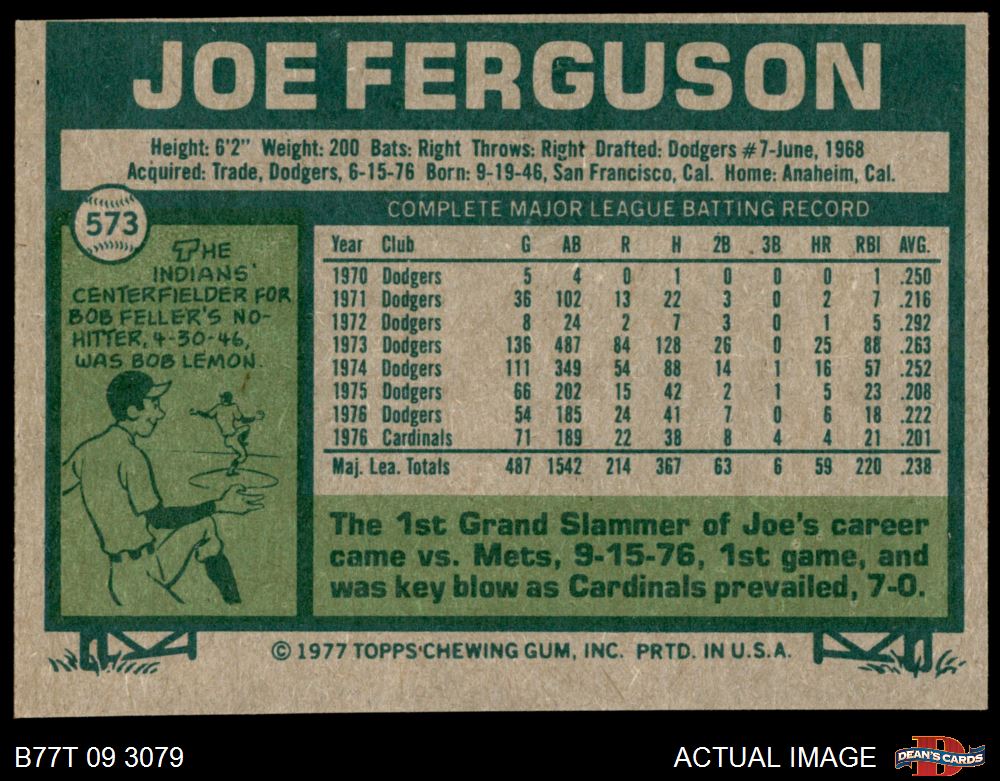 JOE FERGUSON
Height: 6'2" Weight: 200 Bats: Right Throws: Right Drafted: Dodgers #7-June, 1968
Acquired: Trade, Dodgers, 6-15-76 Born: 9-19-46, San Francisco, Cal. Home: Anaheim, Cal.
573
THE
INDIANS'
CENTERFIELDER FOR
BOB FELLER'S NO-
HITTER, 4-30-46,
WAS BOB LEMON.
COMPLETE MAJOR LEAGUE BATTING RECORD
Year Club G AB R H 2B 3B HR RBI AVG.
1970 Dodgers 5 4 0 1 0 0 0 1 .250
1971 Dodgers 36 102 13 22 3 0 2 7 .216
1972 Dodgers 8 24 2 7 3 0 1 5 .292
1973 Dodgers 136 487 84 128 26 0 25 88 .263
1974 Dodgers 111 349 54 88 14 1 16 57 .252
1975 Dodgers 66 202 15 42 2 1 5 23 .208
1976 Dodgers 54 185 24 41 7 0 6 18 .222
1976 Cardinals 71 189 22 38 8 4 4 21 .201
Maj. Lea. Totals 487 1542 214 367 63 6 59 220 .238
The 1st Grand Slammer of Joe's career
came vs. Mets, 9-15-76, 1st game, and
was key blow as Cardinals prevailed, 7-0.
© 1977 TOPPS CHEWING GUM, INC. PRTD. IN U.S.A.
B77T 09 3079
ACTUAL IMAGE
D
DEAN'S CARDS